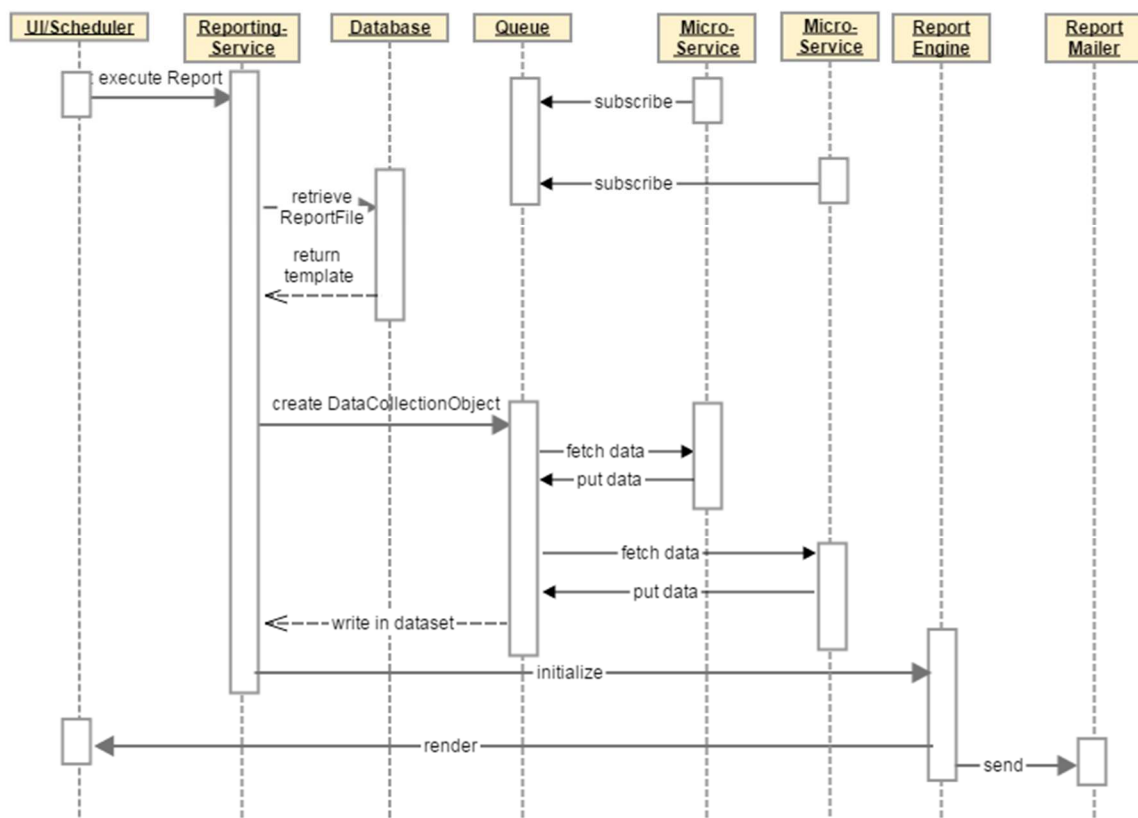 UI/Scheduler
Reporting-
Service
Database
Queue
Micro-
Service
Micro-
Service
Report
Engine
Report
Mailer
: execute Report
subscribe
subscribe
retrieve
ReportFile
return
template
create DataCollectionObject
fetch data
put data
fetch data
put data
write in dataset
initialize
render
send